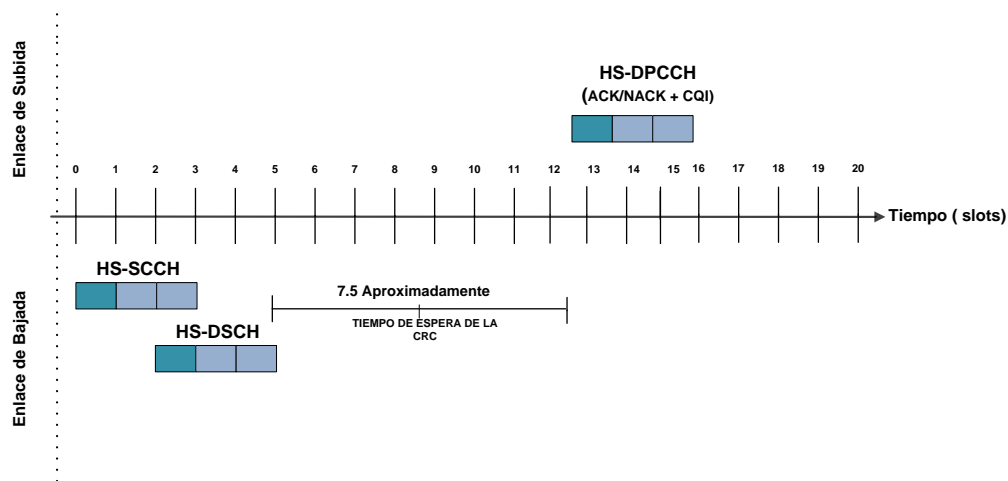 Enlace de Subida
HS-DPCCH
(ACK/NACK + CQI)
0 1 2 3 4 5 6 7 8 9 10 11 12 13 14 15 16 17 18 19 20
Tiempo ( slots)
Enlace de Bajada
HS-SCCH
7.5 Aproximadamente
TIEMPO DE ESPERA DE LA
CRC
HS-DSCH